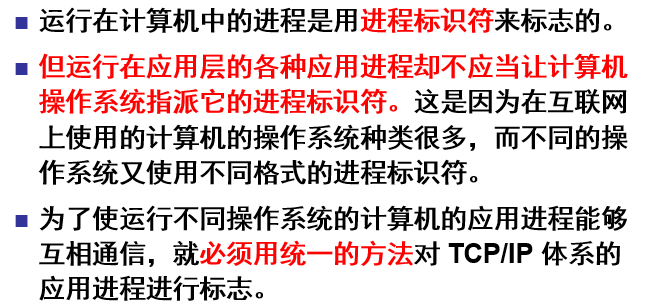 运行在计算机中的进程是用进程标识符来标志的。
但运行在应用层的各种应用进程却不应当让计算机
操作系统指派它的进程标识符。这是因为在互联网
上使用的计算机的操作系统种类很多，而不同的操
作系统又使用不同格式的进程标识符。
为了使运行不同操作系统的计算机的应用进程能够
互相通信，就必须用统一的方法对 TCP/IP 体系的
应用进程进行标志。